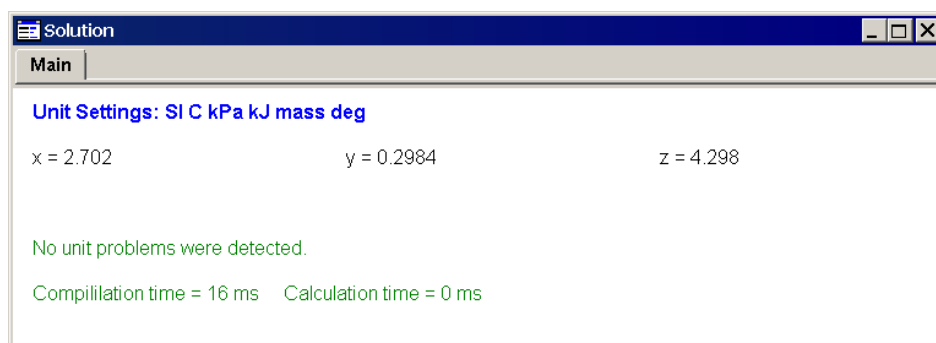 Solution
Main
Unit Settings: SI C kPa kJ mass deg
x = 2.702 y = 0.2984 z = 4.298
No unit problems were detected.
Compililation time = 16 ms Calculation time = 0 ms